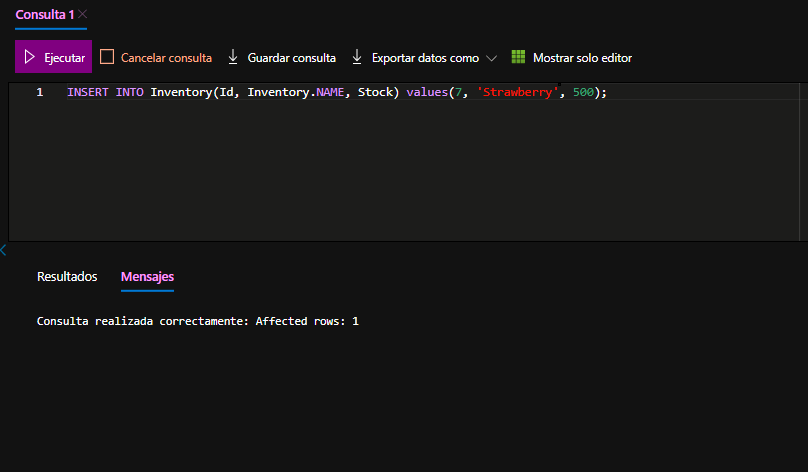 Consulta 1
Ejecutar Cancelar consulta Guardar consulta Exportar datos como Mostrar solo editor
1 INSERT INTO Inventory(Id, Inventory.NAME, Stock) values(7, 'Strawberry', 500);
Resultados Mensajes
Consulta realizada correctamente: Affected rows: 1